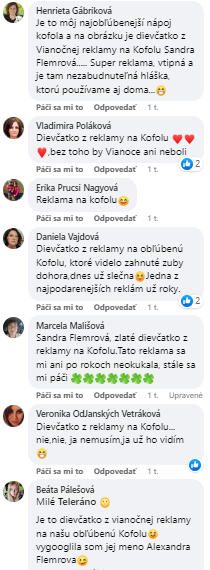 Henrieta Gábriková
Je to môj najobľúbenejší nápoj
kofola a na obrázku je dievčatko z
Vianočnej reklamy na Kofolu Sandra
Flemrová..... Super reklama, vtipná a
je tam nezabudnuteľná hláška,
ktorú používame aj doma...😁
Páči sa mi to Odpovedať 1 t.
Vladimira Poláková
Dievčatko z reklamy na Kofolu ❤️❤️
❤️,bez toho by Vianoce ani neboli
2
Páči sa mi to Odpovedať 1 t.
Erika Prucsi Nagyová
Reklama na kofolu😊
Páči sa mi to Odpovedať 1 t.
Daniela Vajdová
Dievčatko z reklamy na obľúbenú
Kofolu, ktoré videlo zahnuté zuby
dohora,dnes už slečna😋Jedna z
najpodarenejších reklám už roky.
2
Páči sa mi to Odpovedať 1 t.
Marcela Mališová
Sandra Flemrová, zlaté dievčatko z
reklamy na Kofolu.Tato reklama sa
mi ani po rokoch neokukala, stále sa
mi páči 🍀🍀🍀🍀🍀🍀🍀
Páči sa mi to Odpovedať 1 t. Upravené
Veronika OdJanských Vetráková
Dievčatko z reklamy na Kofolu...
nie,nie, ja nemusím,ja už ho vidím
😁
Páči sa mi to Odpovedať 1 t.
Beáta Pálešová
Milé Teleráno 🙂
Je to dievčatko z vianočnej reklamy
na našu obľúbenú Kofolu😉
vygooglila som jej meno Alexandra
Flemrova😉
Páči sa mi to Odpovedať 1 t.